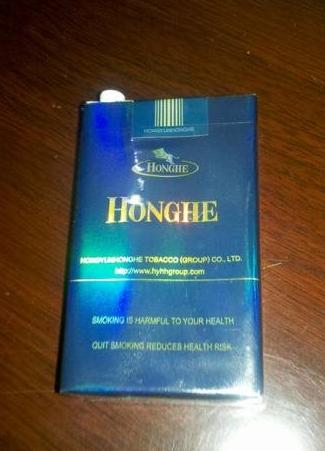 HONGYUNHONGHE
HONGHE
HONGHE
HONGYUNHONGHE TOBACCO (GROUP) CO., LTD.
http://www.hyhhgroup.com
SMOKING IS HARMFUL TO YOUR HEALTH
QUIT SMOKING REDUCES HEALTH RISK